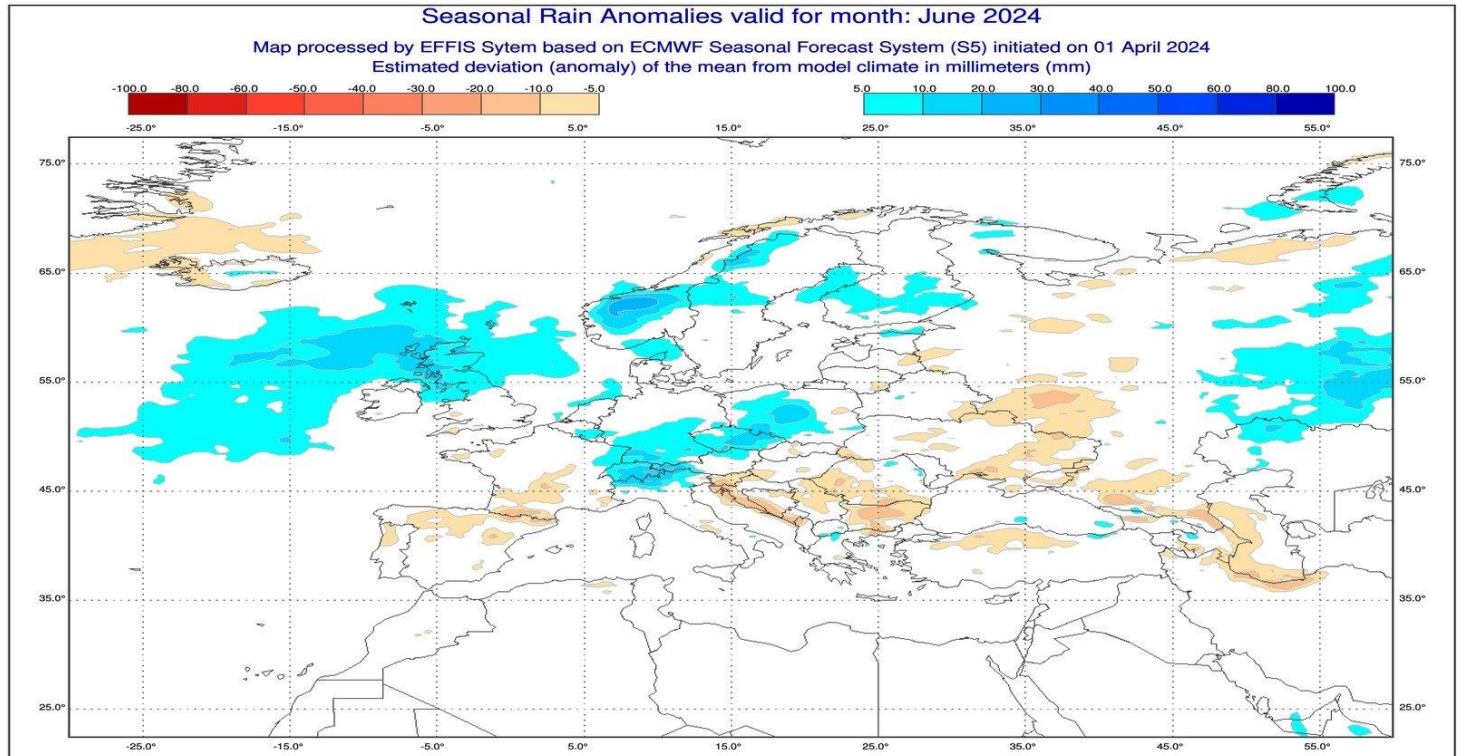 Seasonal Rain Anomalies valid for month: June 2024
Map processed by EFFIS Sytem based on ECMWF Seasonal Forecast System (S5) initiated on 01 April 2024
Estimated deviation (anomaly) of the mean from model climate in millimeters (mm)
-100.0 -80.0 -60.0 -50.0 -40.0 -30.0 -20.0 -10.0 -5.0 5.0 10.0 20.0 30.0 40.0 50.0 60.0 80.0 100.0
-25.0° -15.0° -5.0° 5.0° 15.0° 25.0° 35.0° 45.0° 55.0°
75.0° 75.0°
65.0° 65.0°
55.0° 55.0°
45.0° 45.0°
35.0° 35.0°
25.0° 25.0°
-25.0° -15.0° -5.0° 5.0° 15.0° 25.0° 35.0° 45.0° 55.0°